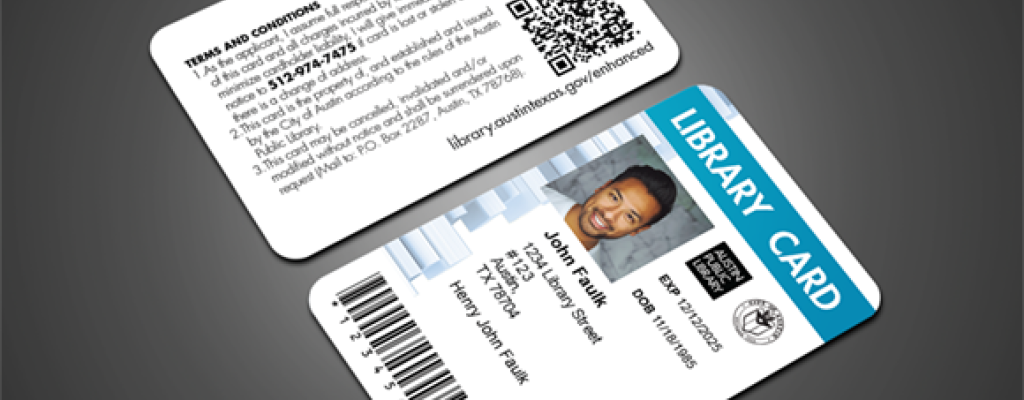 TERMS AND CONDITIONS
1. As the applicant, I assume full
of this card and all charges incurred by
minimize cardholder liability. I will give
notice to 512-974-7475 if card is lost or stolen
there is a change of address.
2. This card is the property of, and established and issued
by the City of Austin according to the rules of the Austin
Public Library.
3. This card may be cancelled, invalidated and/or
modified without notice and shall be surrendered upon
request (Mail to: P.O. Box 2287, Austin, TX 78768).
library.austintexas.gov/enhanced
LIBRARY CARD
AUSTIN
PUBLIC
LIBRARY
EXP 12/12/2025
DOB 11/18/1985
John Faulk
1234 Library Street
#123
Austin,
TX 78704
Henry John Faulk
* 1 2 3 4 5